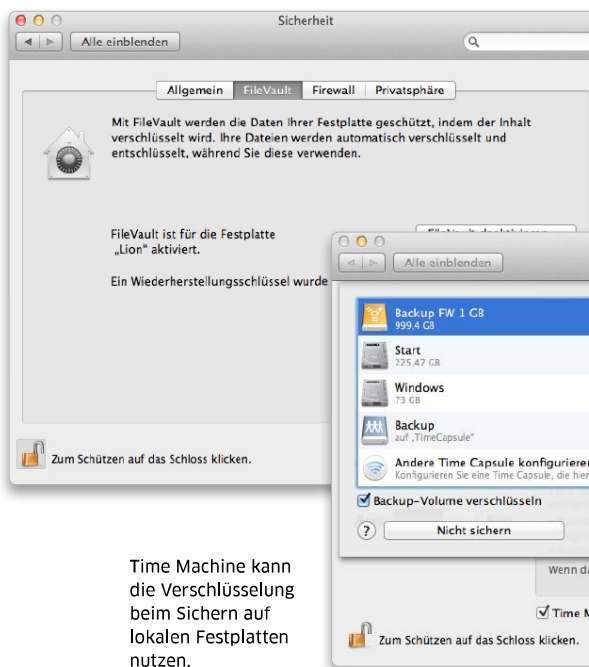 Sicherheit
Alle einblenden
Allgemein FileVault Firewall Privatsphäre
Mit FileVault werden die Daten Ihrer Festplatte geschützt, indem der Inhalt
verschlüsselt wird. Ihre Dateien werden automatisch verschlüsselt und
entschlüsselt, während Sie diese verwenden.
FileVault ist für die Festplatte
„Lion“ aktiviert.
Ein Wiederherstellungsschlüssel wurde
Zum Schützen auf das Schloss klicken.
Alle einblenden
Backup FW 1 GB
999,4 GB
Start
225,47 GB
Windows
73 GB
Backup
auf „TimeCapsule“
Andere Time Capsule konfigurieren
Konfigurieren Sie eine Time Capsule, die hier
Backup-Volume verschlüsseln
? Nicht sichern
Wenn
Time
Zum Schützen auf das Schloss klicken.
Time Machine kann
die Verschlüsselung
beim Sichern auf
lokalen Festplatten
nutzen.